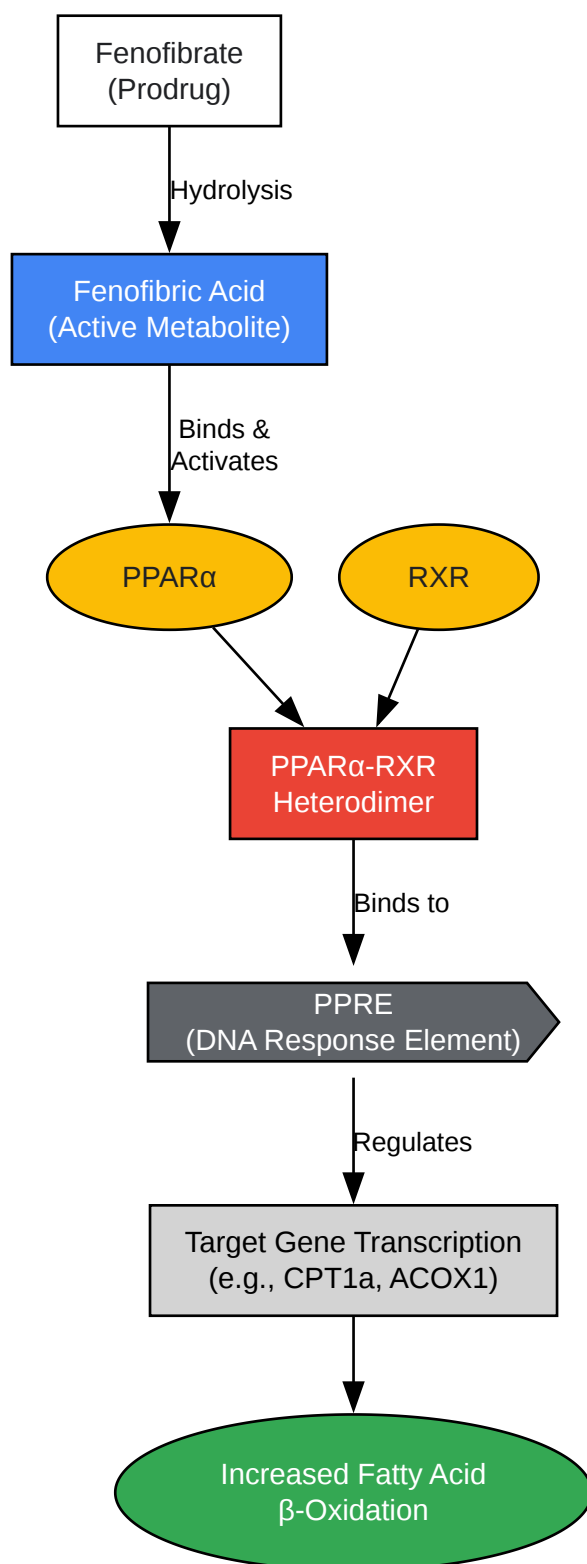 Fenofibrate
(Prodrug)
Hydrolysis
Fenofibric Acid
(Active Metabolite)
Binds &
Activates
PPARα
RXR
PPARα-RXR
Heterodimer
Binds to
PPRE
(DNA Response Element)
Regulates
Target Gene Transcription
(e.g., CPT1a, ACOX1)
Increased Fatty Acid
β-Oxidation